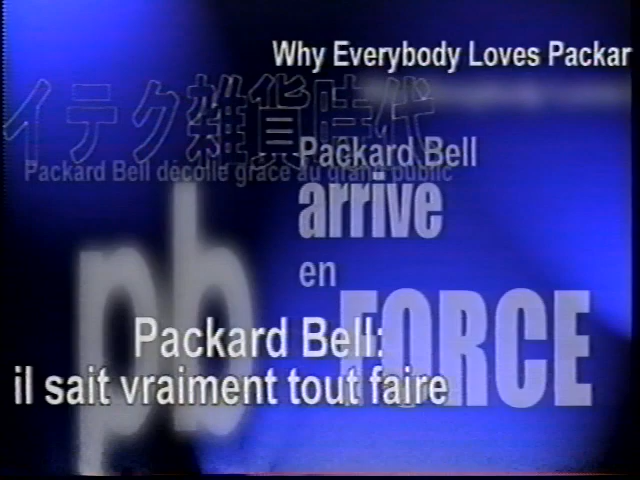 Why Everybody Loves Packar
イテク雑貨時代
Packard Bell décolle grâce au grand public
Packard Bell
arrive
en
FORCE
pb
Packard Bell:
il sait vraiment tout faire